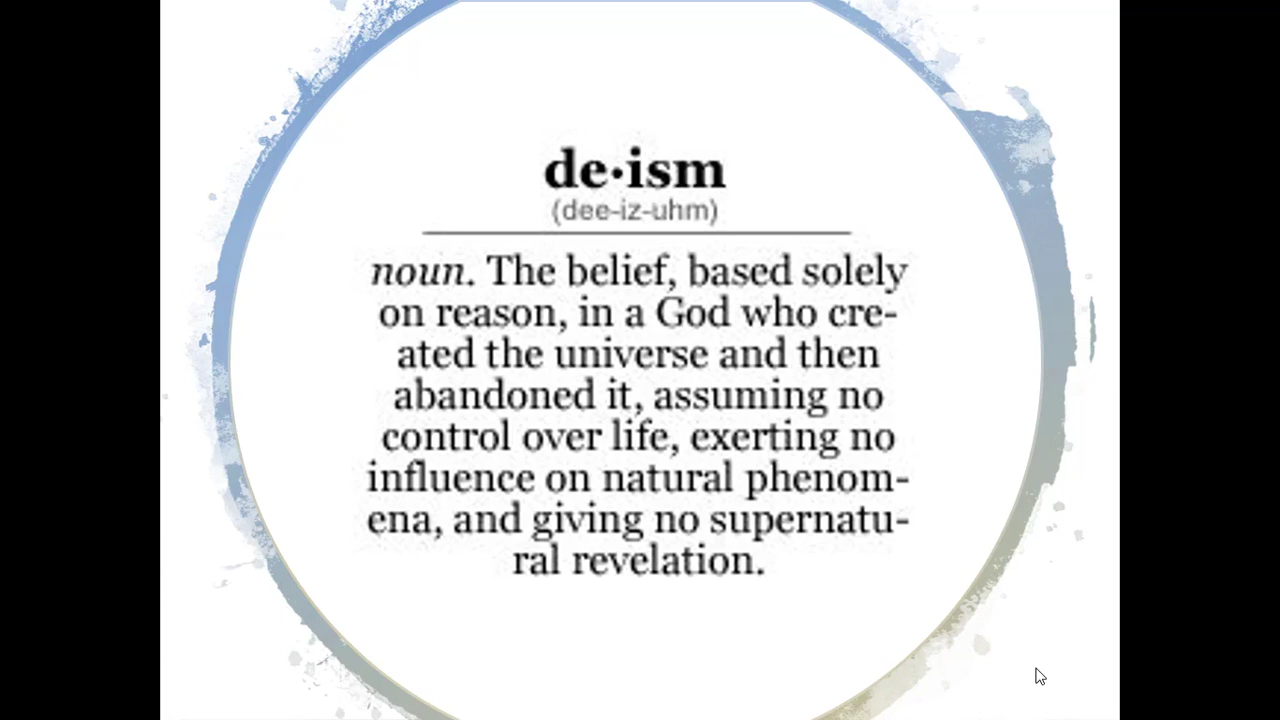 de·ism
(dee-iz-uhm)
noun. The belief, based solely
on reason, in a God who cre-
ated the universe and then
abandoned it, assuming no
control over life, exerting no
influence on natural phenom-
ena, and giving no supernatu-
ral revelation.